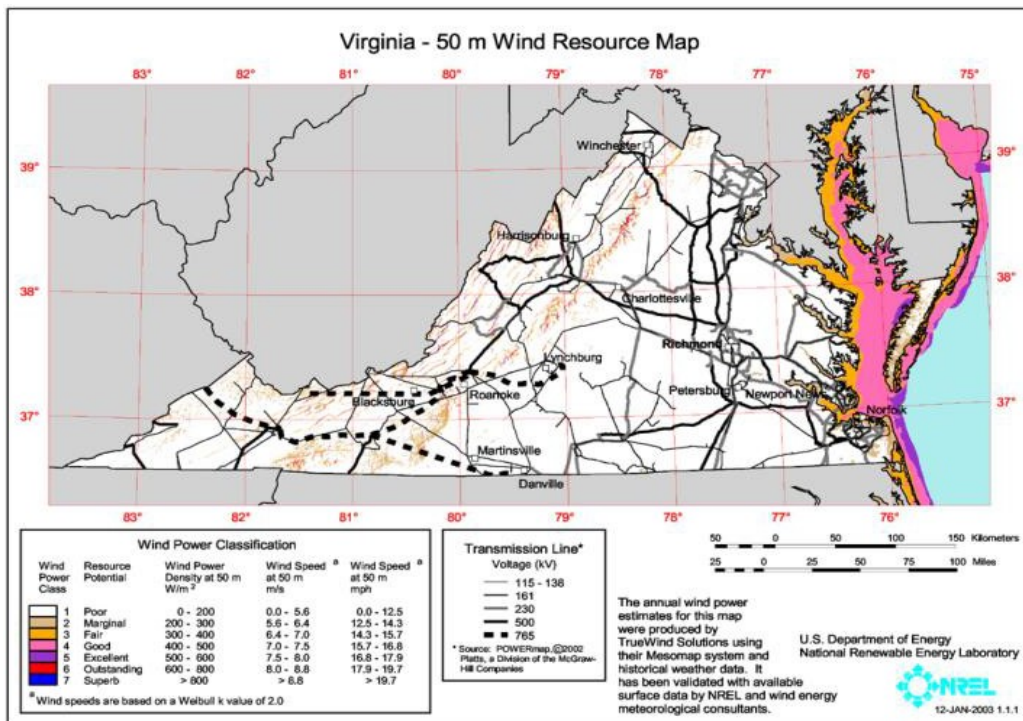 Virginia - 50 m Wind Resource Map
83° 82° 81° 80° 79° 78° 77° 76° 75°
39° 39°
38° 38°
37° 37°
Winchester
Harrisonburg
Charlottesville
Richmond
Lynchburg
Petersburg
Newport News
Blacksburg
Roanoke
Norfolk
Martinsville
Danville
83° 82° 81° 80° 79° 78° 77° 76°
Wind Power Classification
Wind Power Class Resource Potential Wind Power Density at 50 m W/m² Wind Speed ᵃ at 50 m m/s Wind Speed ᵃ at 50 m mph
1 Poor 0 - 200 0.0 - 5.6 0.0 - 12.5
2 Marginal 200 - 300 5.6 - 6.4 12.5 - 14.3
3 Fair 300 - 400 6.4 - 7.0 14.3 - 15.7
4 Good 400 - 500 7.0 - 7.5 15.7 - 16.8
5 Excellent 500 - 600 7.5 - 8.0 16.8 - 17.9
6 Outstanding 600 - 800 8.0 - 8.8 17.9 - 19.7
7 Superb > 800 > 8.8 > 19.7
ᵃ Wind speeds are based on a Weibull k value of 2.0
Transmission Line*
Voltage (kV)
115 - 138
161
230
500
765
* Source: POWERmap, ©2002
Platts, a Division of the McGraw-
Hill Companies
50 0 50 100 150 Kilometers
25 0 25 50 75 100 Miles
The annual wind power
estimates for this map
were produced by
TrueWind Solutions using
their Mesomap system and
historical weather data. It
has been validated with available
surface data by NREL and wind energy
meteorological consultants.
U.S. Department of Energy
National Renewable Energy Laboratory
NREL
12-JAN-2003 1.1.1